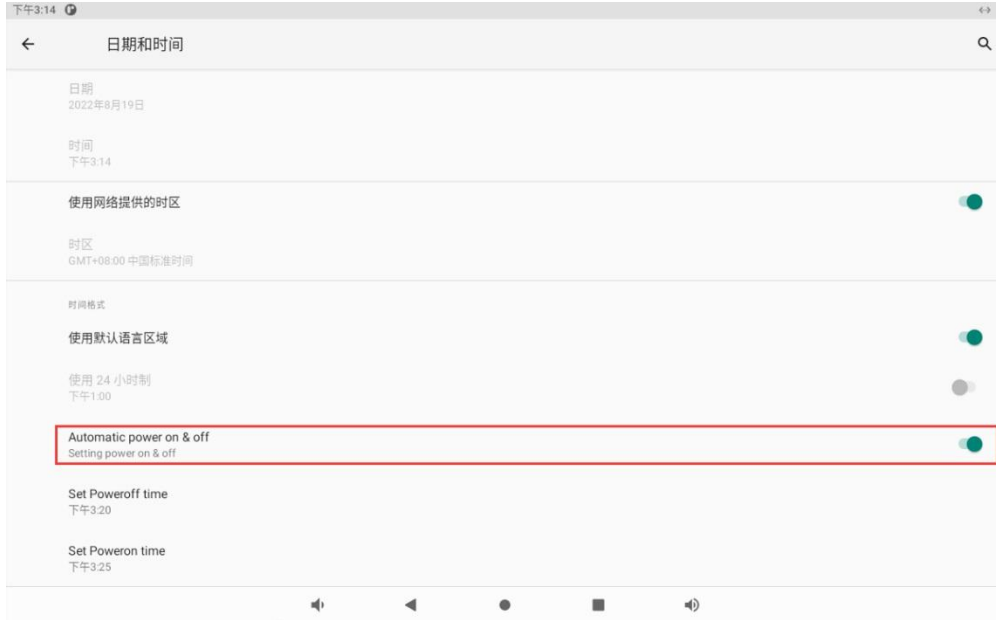 下午3:14
日期和时间
日期
2022年8月19日
时间
下午3:14
使用网络提供的时区
时区
GMT+08:00 中国标准时间
时间格式
使用默认语言区域
使用 24 小时制
下午1:00
Automatic power on & off
Setting power on & off
Set Poweroff time
下午3:20
Set Poweron time
下午3:25